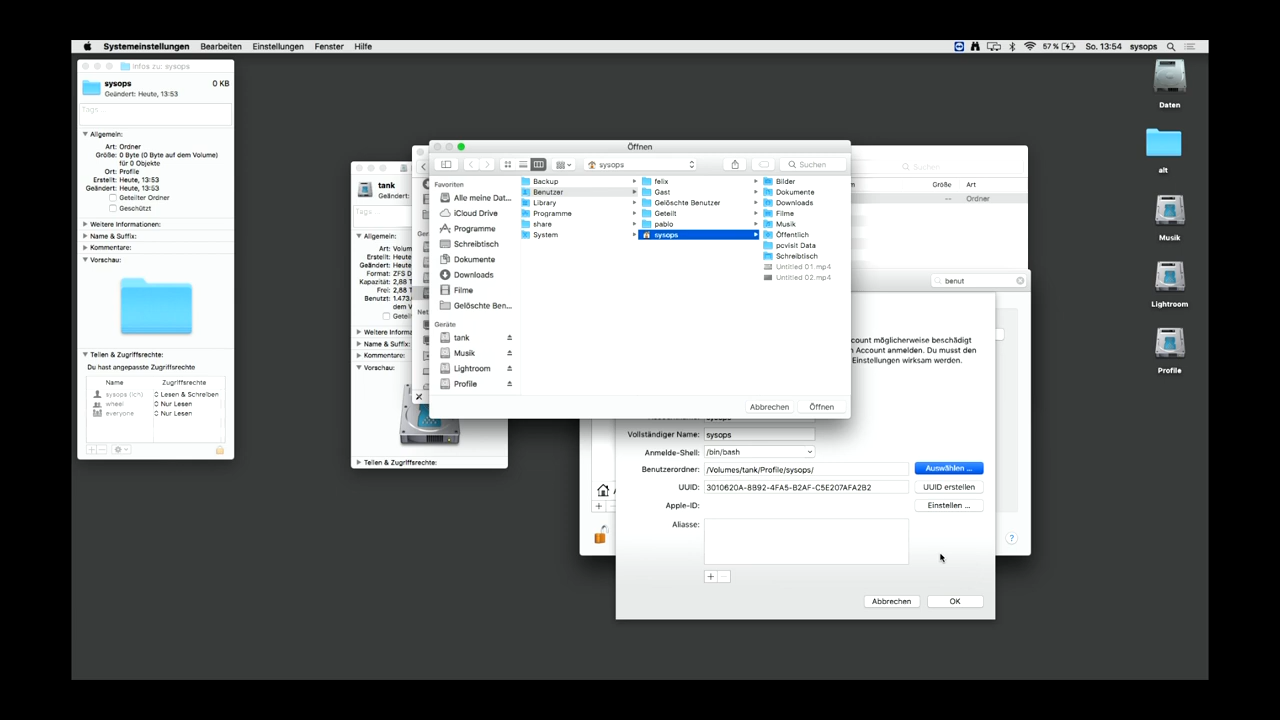 Systemeinstellungen Bearbeiten Einstellungen Fenster Hilfe
57 % So. 13:54 sysops
Infos zu: sysops
sysops 0 KB
Geändert: Heute, 13:53
Tags...
Allgemein:
Art: Ordner
Größe: 0 Byte (0 Byte auf dem Volume)
für 0 Objekte
Ort: Profile
Erstellt: Heute, 13:53
Geändert: Heute, 13:53
Geteilter Ordner
Geschützt
Weitere Informationen:
Name & Suffix:
Kommentare:
Vorschau:
Teilen & Zugriffsrechte:
Du hast angepasste Zugriffsrechte
Name Zugriffsrechte
sysops (Ich) Lesen & Schreiben
wheel Nur Lesen
everyone Nur Lesen
tank
Geändert:
Tags...
Allgemein:
Art: Volum
Erstellt: Heute
Geändert: Heute
Format: ZFS D
Kapazität: 2,88 T
Frei: 2,88 T
Benutzt: 1.473.
dem V
Geteil
Weitere Informa
Name & Suffix:
Kommentare:
Vorschau:
Teilen & Zugriffsrechte:
Öffnen
sysops
Suchen
Favoriten
Alle meine Dat...
iCloud Drive
Programme
Schreibtisch
Dokumente
Downloads
Filme
Gelöschte Ben...
Geräte
tank
Musik
Lightroom
Profile
Backup
Benutzer
Library
Programme
share
System
felix
Gast
Gelöschte Benutzer
Geteilt
pablo
sysops
Bilder
Dokumente
Downloads
Filme
Musik
Öffentlich
pcvisit Data
Schreibtisch
Untitled 01.mp4
Untitled 02.mp4
Abbrechen Öffnen
Suchen
Größe Art
-- Ordner
benut
count möglicherweise beschädigt
n Account anmelden. Du musst den
Einstellungen wirksam werden.
Vollständiger Name: sysops
Anmelde-Shell: /bin/bash
Benutzerordner: /Volumes/tank/Profile/sysops/ Auswählen ...
UUID: 3010620A-8B92-4FA5-B2AF-C5E207AFA2B2 UUID erstellen
Apple-ID: Einstellen ...
Aliasse:
Abbrechen OK
Daten
alt
Musik
Lightroom
Profile